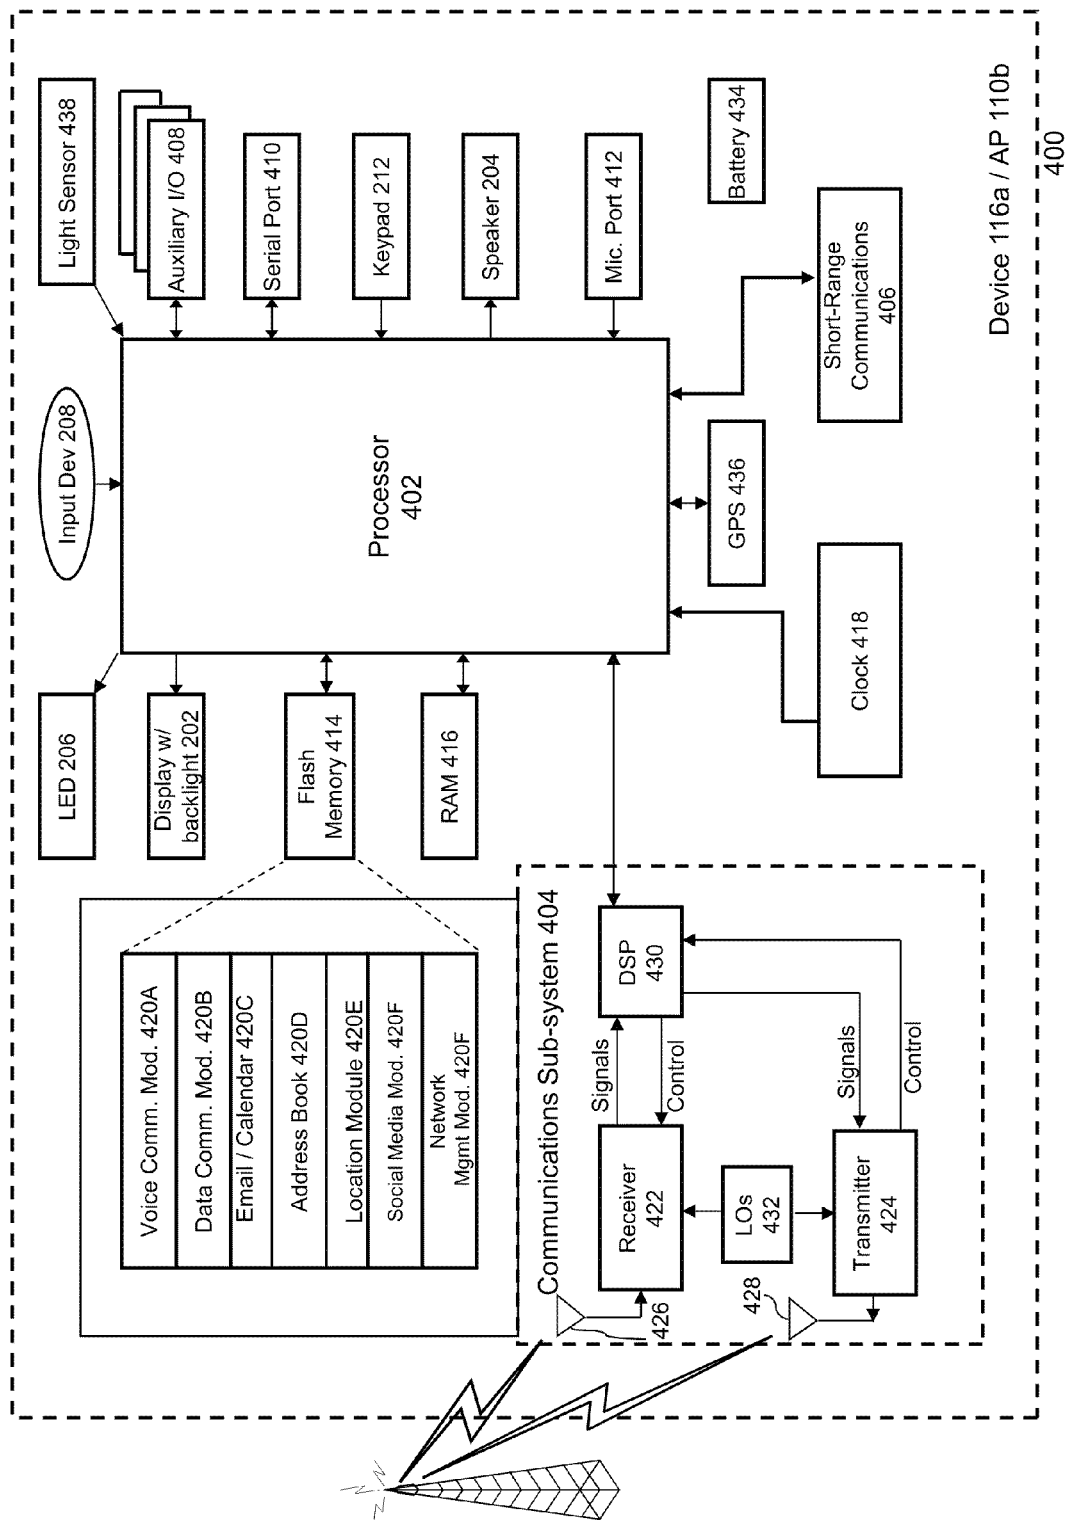 LED 206
Display w/
backlight 202
Flash
Memory 414
RAM 416
Input Dev 208
Processor
402
Light Sensor 438
Auxiliary I/O 408
Serial Port 410
Keypad 212
Speaker 204
Mic. Port 412
Battery 434
Voice Comm. Mod. 420A
Data Comm. Mod. 420B
Email / Calendar 420C
Address Book 420D
Location Module 420E
Social Media Mod. 420F
Network
Mgmt Mod. 420F
Communications Sub-system 404
Receiver
422
Signals
Control
DSP
430
LOs
432
Transmitter
424
Signals
Control
426
428
Clock 418
GPS 436
Short-Range
Communications
406
Device 116a / AP 110b
400